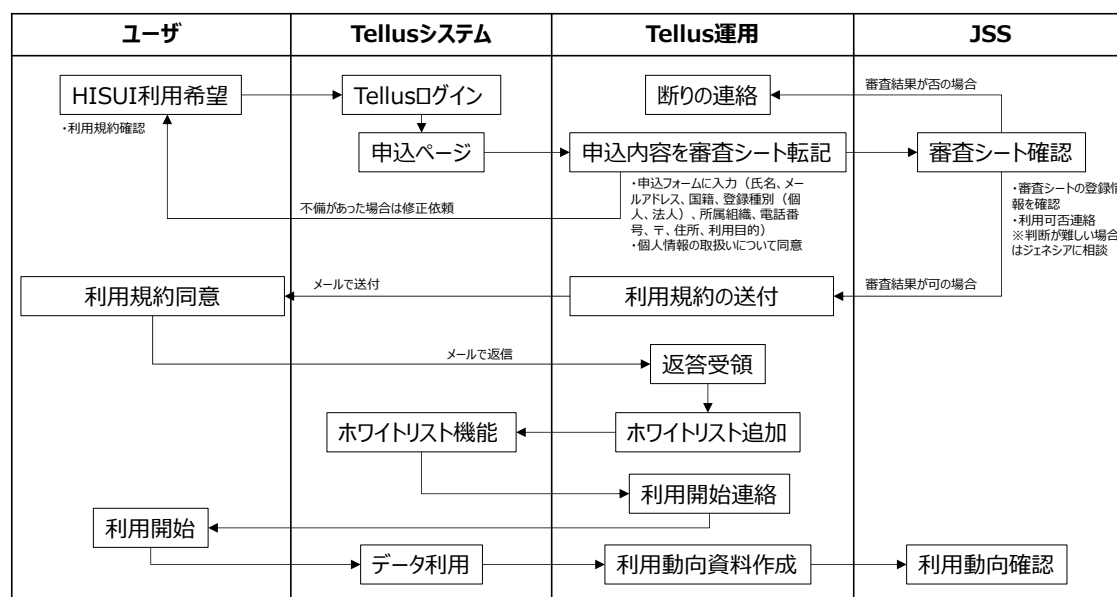 ユーザ
Tellusシステム
Tellus運用
JSS
HISUI利用希望
Tellusログイン
断りの連絡
審査結果が否の場合
・利用規約確認
申込ページ
申込内容を審査シート転記
審査シート確認
・申込フォームに入力（氏名、メー
ルアドレス、国籍、登録種別（個
人、法人）、所属組織、電話番
号、〒、住所、利用目的）
・個人情報の取扱いについて同意
・審査シートの登録情
報を確認
・利用可否連絡
※判断が難しい場合
はジェネシアに相談
不備があった場合は修正依頼
利用規約同意
メールで送付
利用規約の送付
審査結果が可の場合
メールで返信
返答受領
ホワイトリスト機能
ホワイトリスト追加
利用開始連絡
利用開始
データ利用
利用動向資料作成
利用動向確認